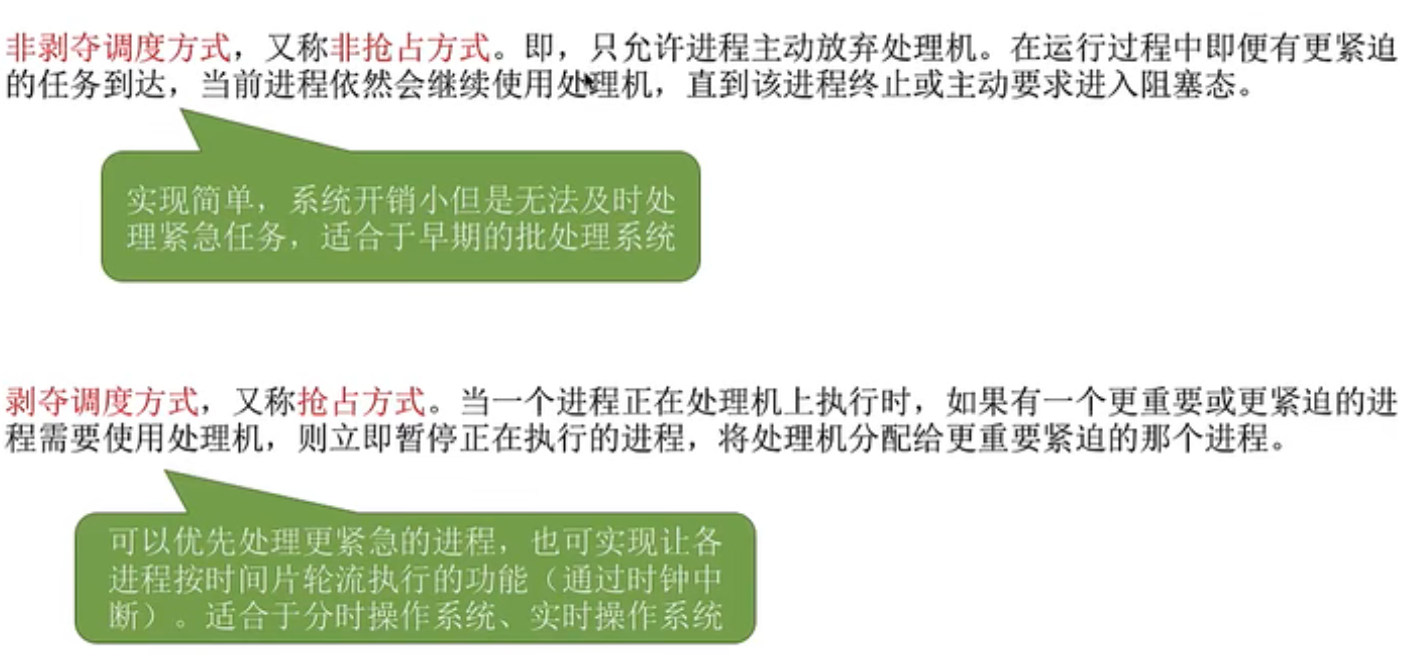 非剥夺调度方式，又称非抢占方式。即，只允许进程主动放弃处理机。在运行过程中即便有更紧迫
的任务到达，当前进程依然会继续使用处理机，直到该进程终止或主动要求进入阻塞态。
实现简单，系统开销小但是无法及时处
理紧急任务，适合于早期的批处理系统
剥夺调度方式，又称抢占方式。当一个进程正在处理机上执行时，如果有一个更重要或更紧迫的进
程需要使用处理机，则立即暂停正在执行的进程，将处理机分配给更重要紧迫的那个进程。
可以优先处理更紧急的进程，也可实现让各
进程按时间片轮流执行的功能（通过时钟中
断）。适合于分时操作系统、实时操作系统